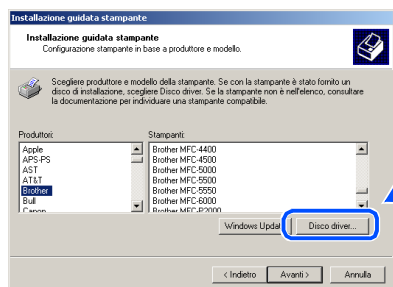 Installazione guidata stampante
Installazione guidata stampante
Configurazione stampante in base a produttore e modello.
Scegliere produttore e modello della stampante. Se con la stampante è stato fornito un
disco di installazione, scegliere Disco driver. Se la stampante non è nell'elenco, consultare
la documentazione per individuare una stampante compatibile.
Produttori:
Stampanti:
Apple
APS-PS
AST
AT&T
Brother
Bull
Canon
Brother MFC-4400
Brother MFC-4500
Brother MFC-5000
Brother MFC-5500
Brother MFC-5550
Brother MFC-6000
Brother MFC-P2000
Windows Updat
Disco driver...
< Indietro
Avanti >
Annulla